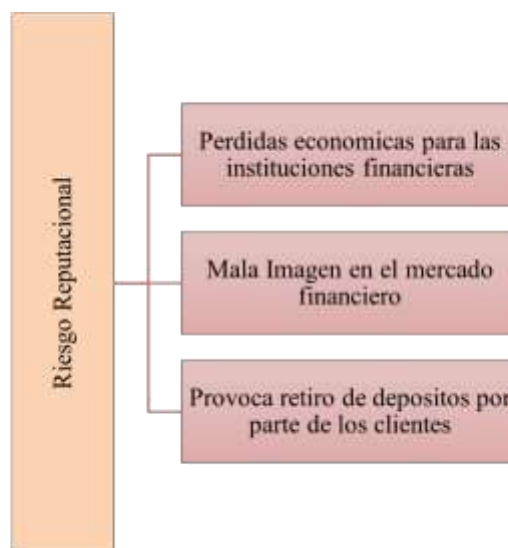 Riesgo Reputacional
Perdidas economicas para las
instituciones financieras
Mala Imagen en el mercado
financiero
Provoca retiro de depositos por
parte de los clientes